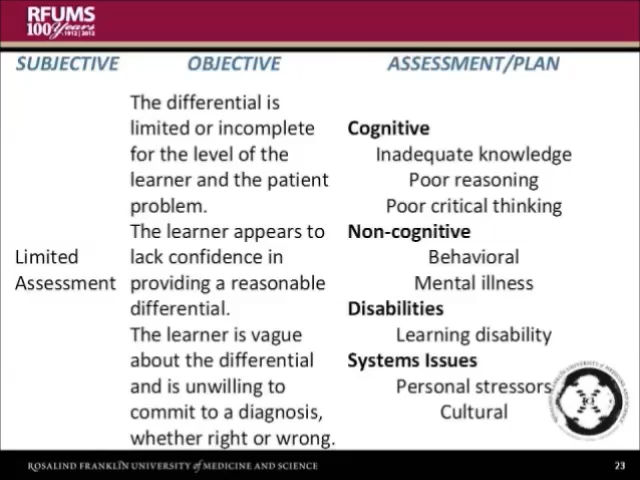 RFUMS
100 Years
1912 | 2012
SUBJECTIVE OBJECTIVE ASSESSMENT/PLAN
Limited
Assessment
The differential is
limited or incomplete
for the level of the
learner and the patient
problem.
The learner appears to
lack confidence in
providing a reasonable
differential.
The learner is vague
about the differential
and is unwilling to
commit to a diagnosis,
whether right or wrong.
Cognitive
Inadequate knowledge
Poor reasoning
Poor critical thinking
Non-cognitive
Behavioral
Mental illness
Disabilities
Learning disability
Systems Issues
Personal stressors
Cultural
ROSALIND FRANKLIN UNIVERSITY of MEDICINE AND SCIENCE
23